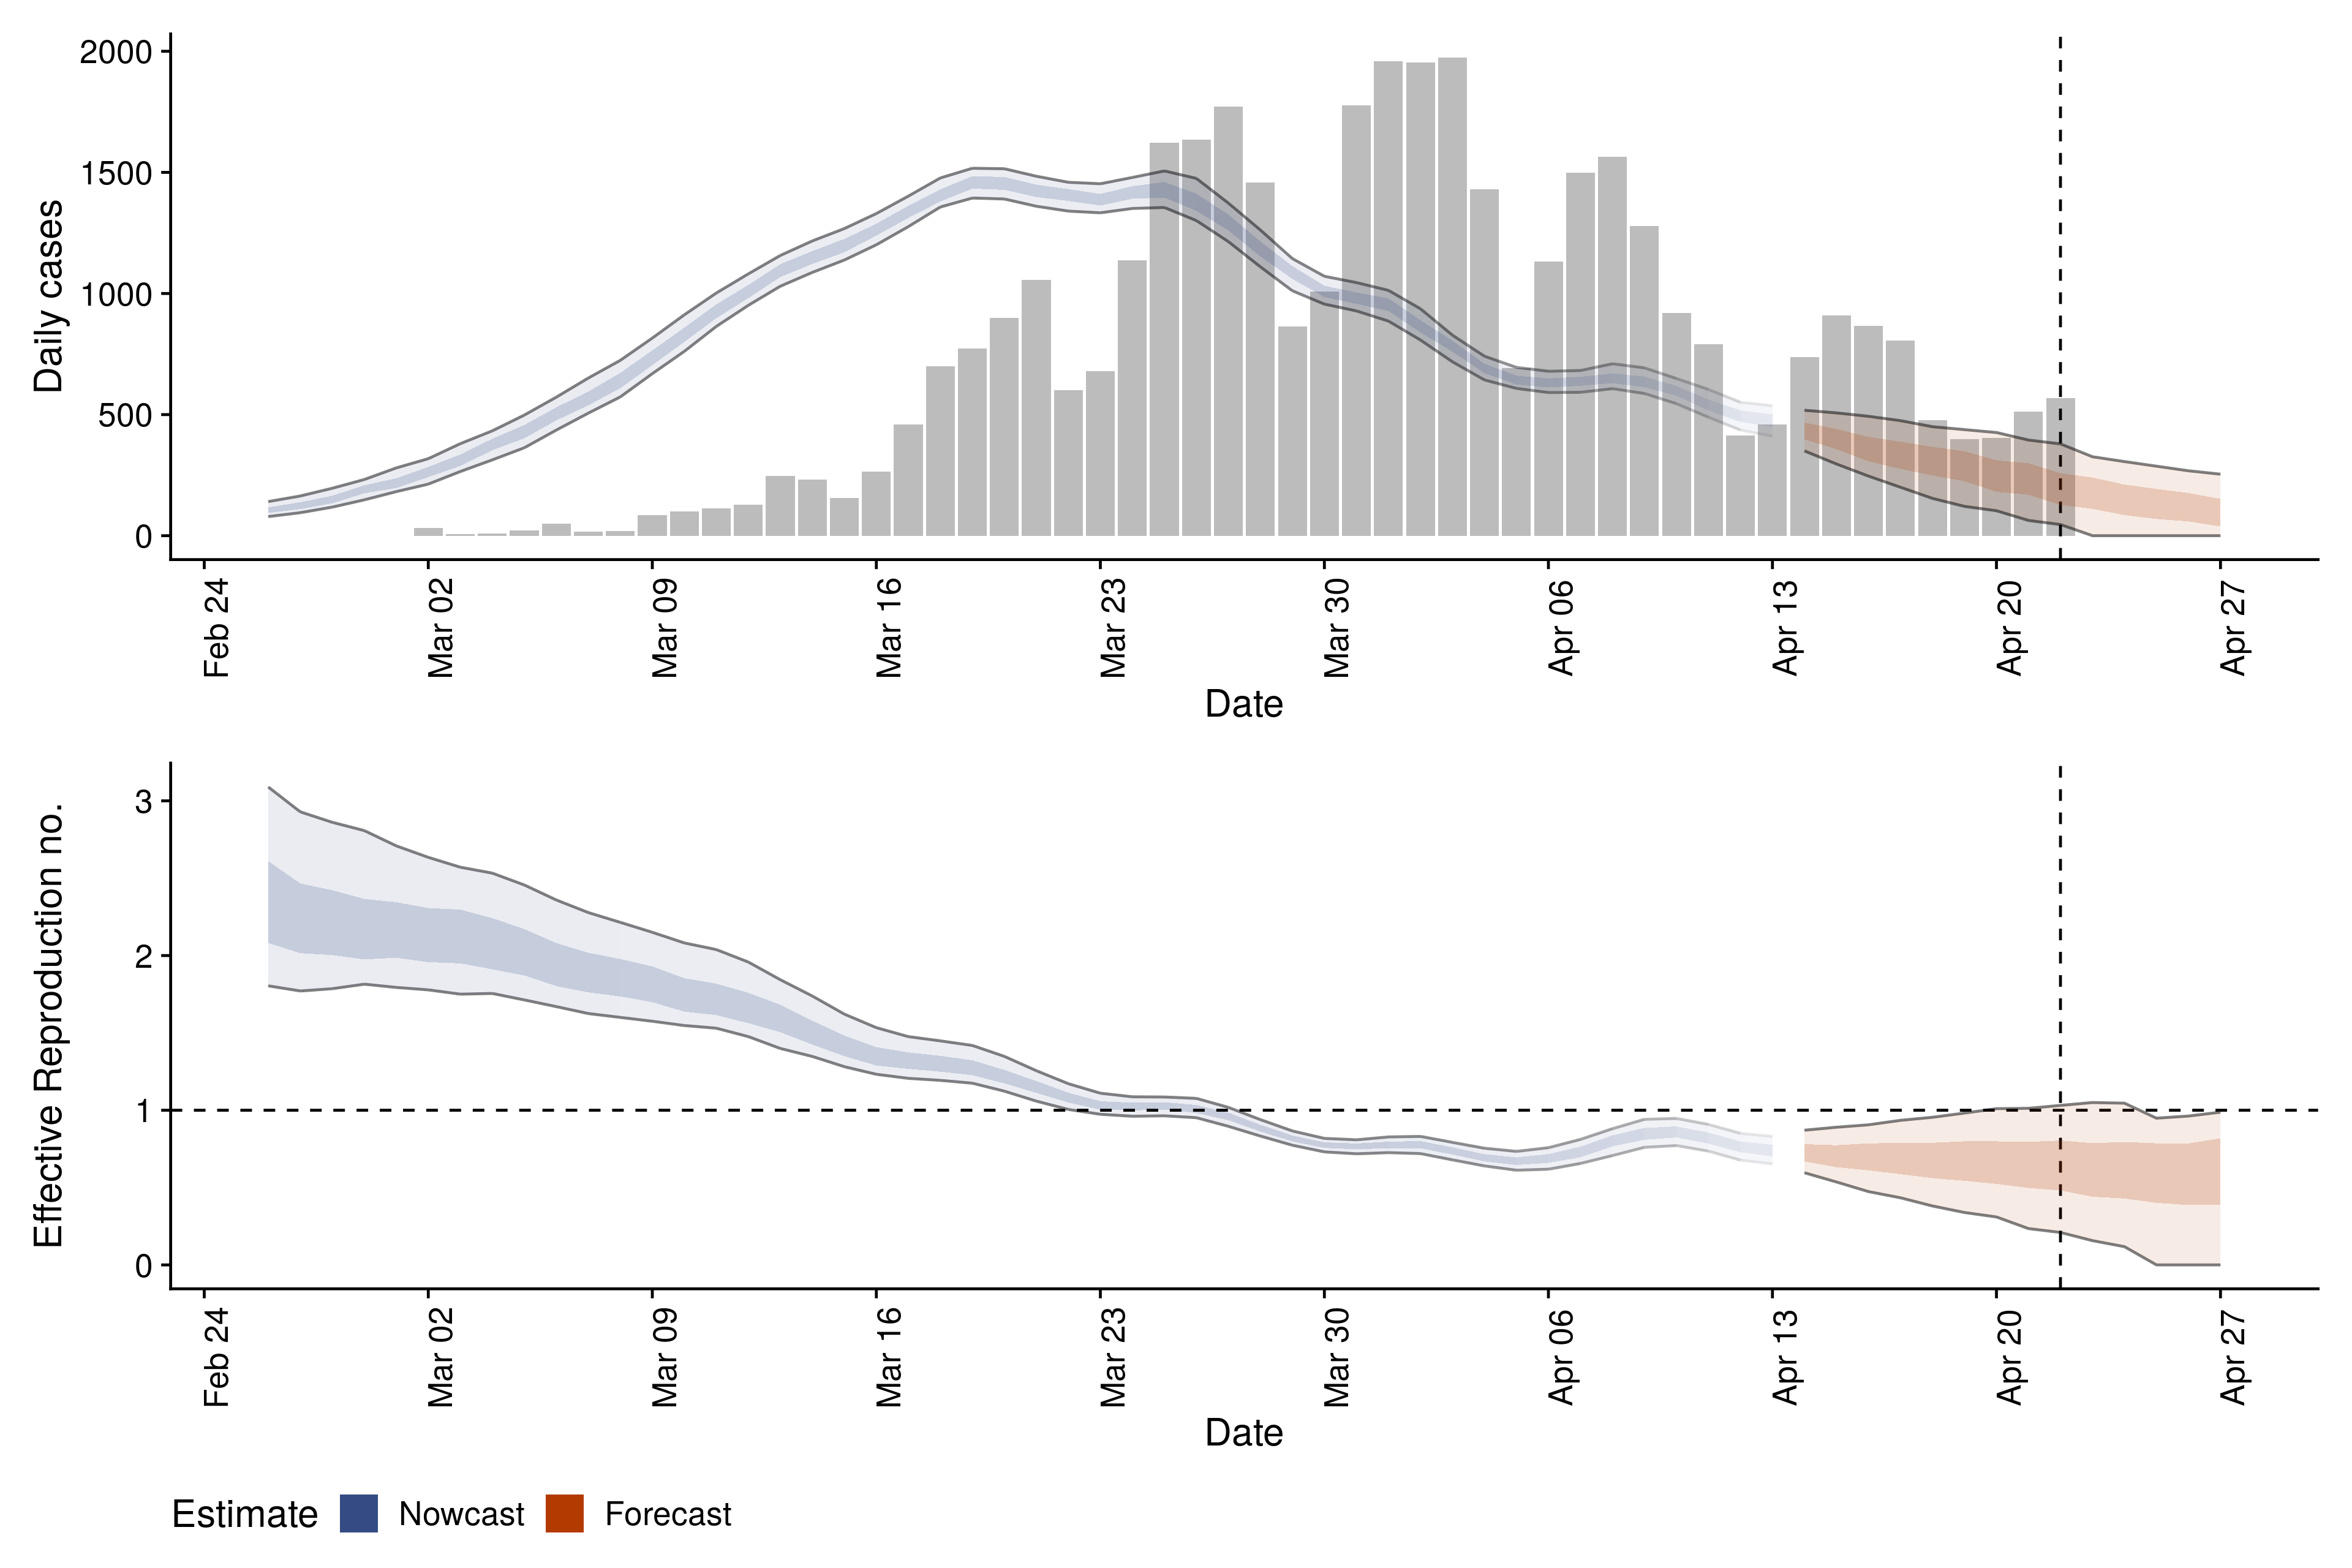 Daily cases
2000
1500
1000
500
0
Feb 24
Mar 02
Mar 09
Mar 16
Mar 23
Mar 30
Apr 06
Apr 13
Apr 20
Apr 27
Date
Effective Reproduction no.
3
2
1
0
Feb 24
Mar 02
Mar 09
Mar 16
Mar 23
Mar 30
Apr 06
Apr 13
Apr 20
Apr 27
Date
Estimate Nowcast Forecast